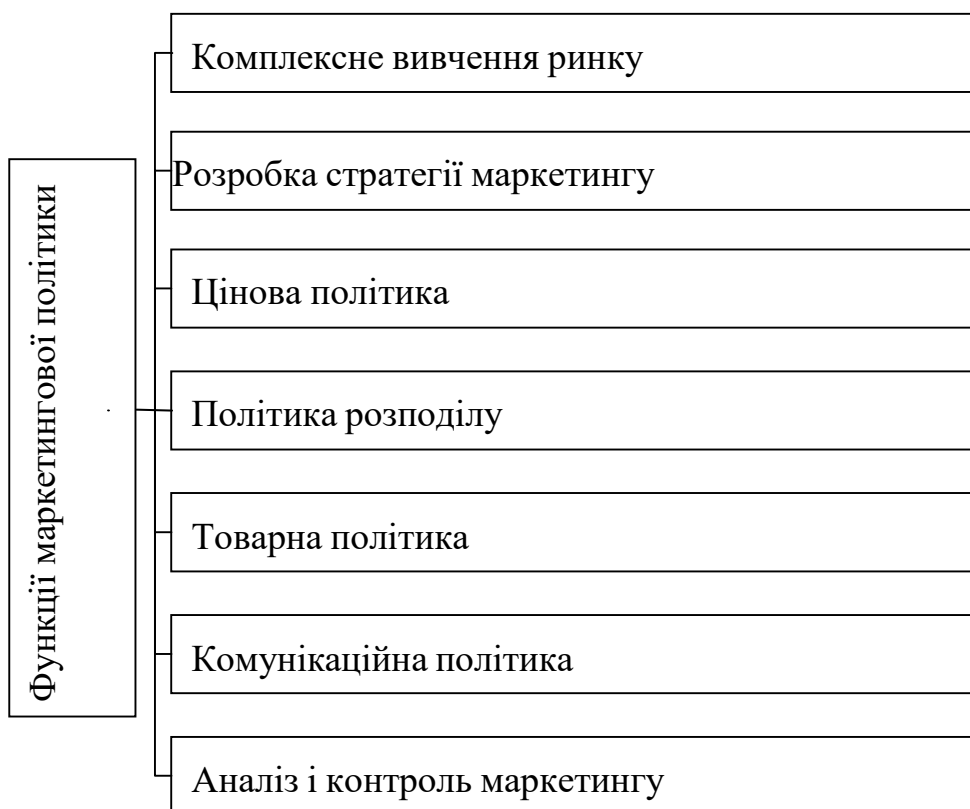 Функції маркетингової політики
Комплексне вивчення ринку
Розробка стратегії маркетингу
Цінова політика
Політика розподілу
Товарна політика
Комунікаційна політика
Аналіз і контроль маркетингу